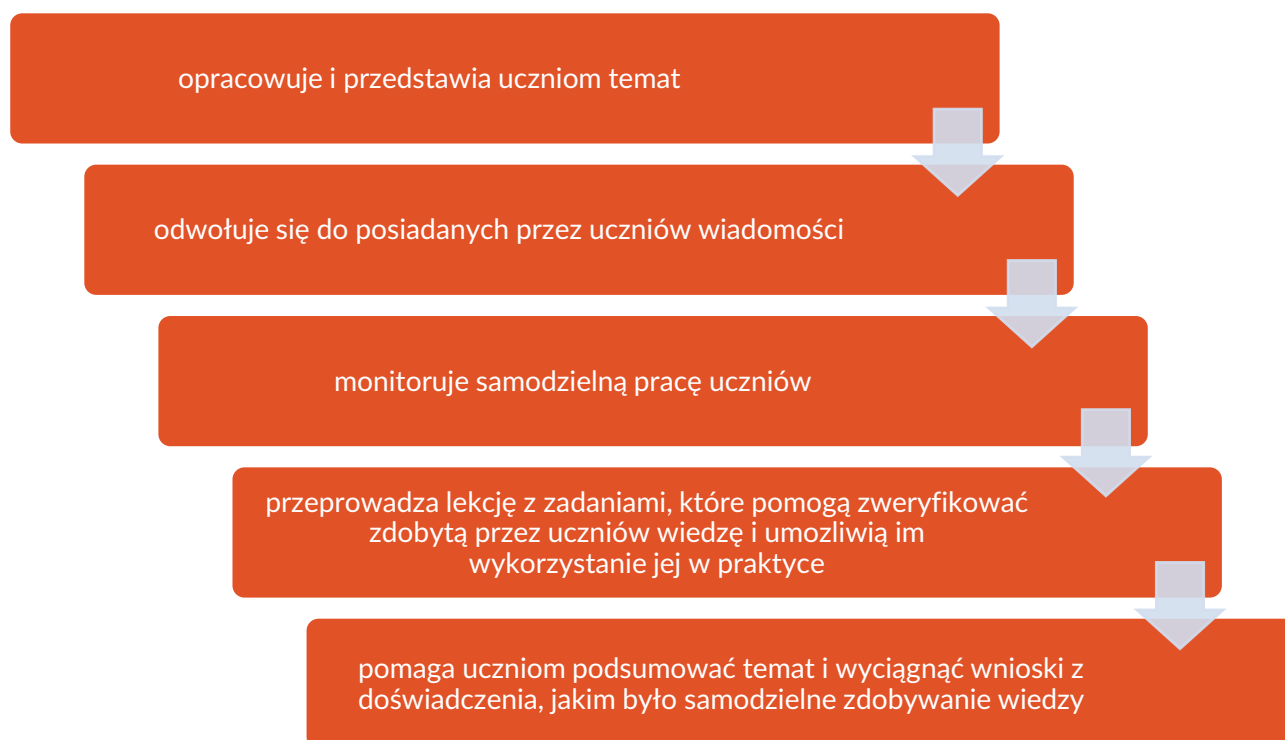 opracowuje i przedstawia uczniom temat
odwołuje się do posiadanych przez uczniów wiadomości
monitoruje samodzielną pracę uczniów
przeprowadza lekcję z zadaniami, które pomogą zweryfikować
zdobytą przez uczniów wiedzę i umozliwią im
wykorzystanie jej w praktyce
pomaga uczniom podsumować temat i wyciągnąć wnioski z
doświadczenia, jakim było samodzielne zdobywanie wiedzy